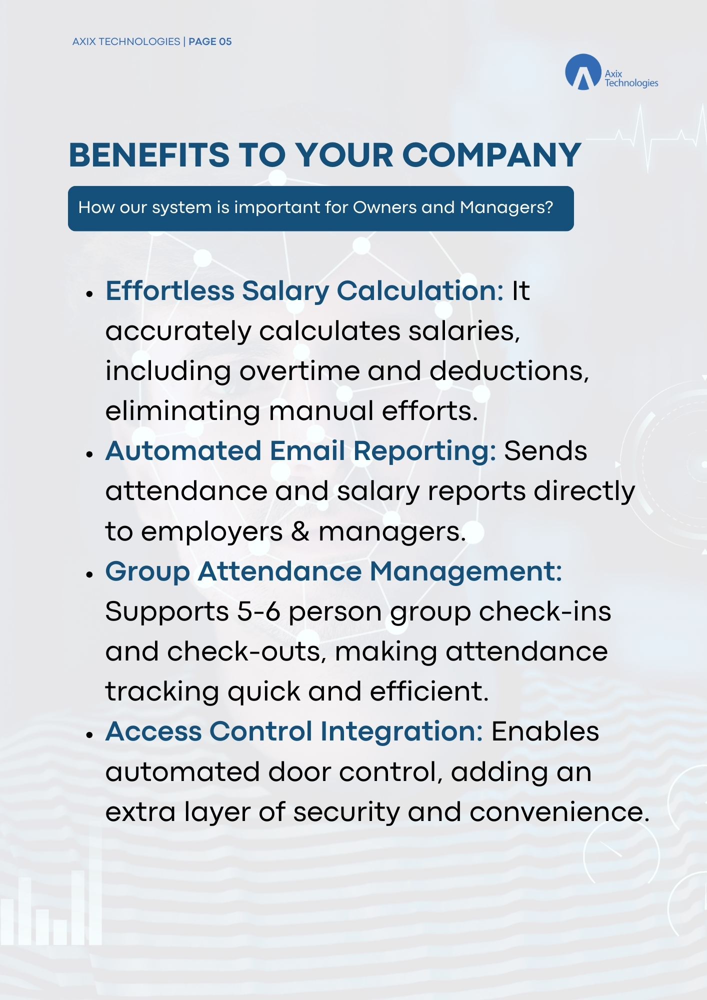 AXIX TECHNOLOGIES | PAGE 05
Axix
Technologies
BENEFITS TO YOUR COMPANY
How our system is important for Owners and Managers?
• Effortless Salary Calculation: It
accurately calculates salaries,
including overtime and deductions,
eliminating manual efforts.
• Automated Email Reporting: Sends
attendance and salary reports directly
to employers & managers.
• Group Attendance Management:
Supports 5-6 person group check-ins
and check-outs, making attendance
tracking quick and efficient.
• Access Control Integration: Enables
automated door control, adding an
extra layer of security and convenience.